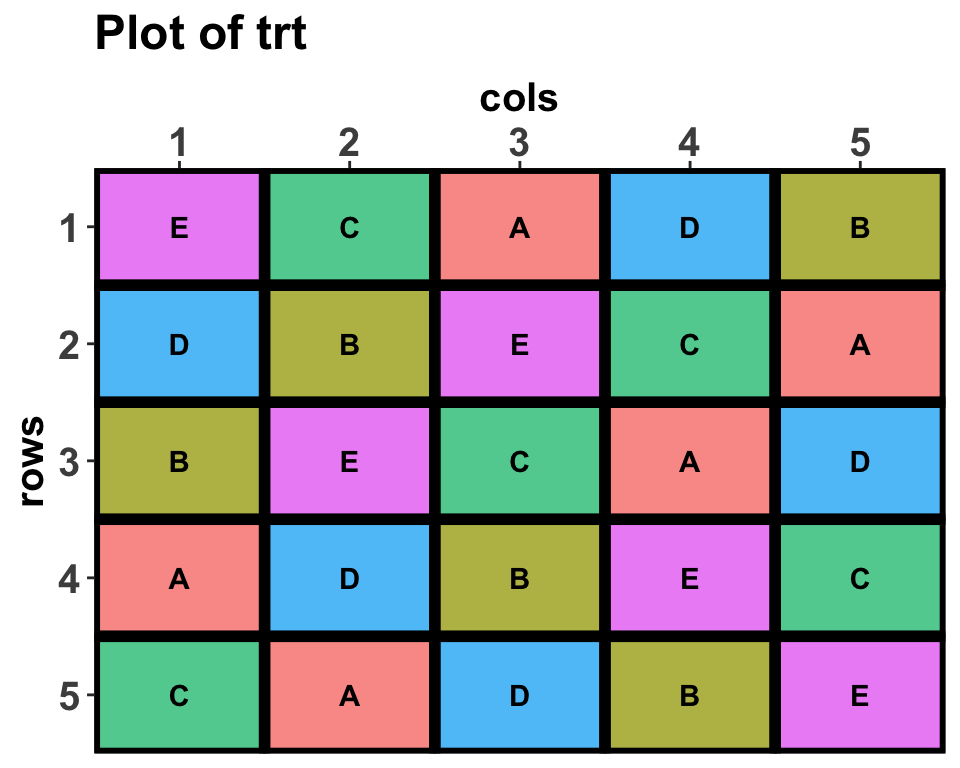 Plot of trt
cols
1 2 3 4 5
1 E C A D B
2 D B E C A
rows
3 B E C A D
4 A D B E C
5 C A D B E